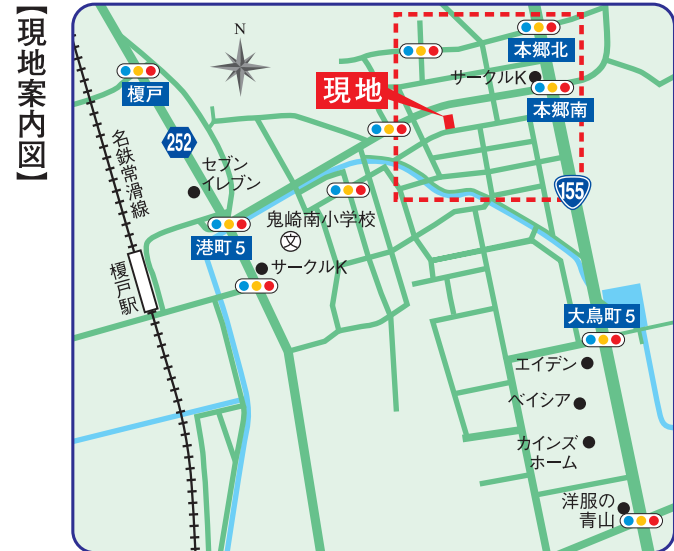 【現地案内図】
N
本郷北
サークルK
現地
本郷南
榎戸
252
セブン
イレブン
名鉄常滑線
155
鬼崎南小学校
文
港町5
サークルK
榎戸駅
大鳥町5
エイデン
ベイシア
カインズ
ホーム
洋服の
青山